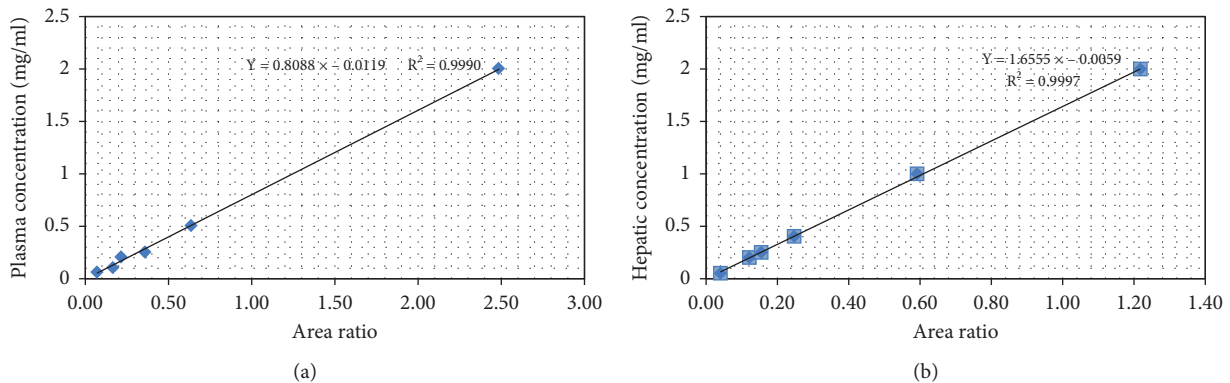 Plasma concentration (mg/ml)
2.5
2
1.5
1
0.5
0
Y = 0.8088 × – 0.0119 R² = 0.9990
0.00 0.50 1.00 1.50 2.00 2.50 3.00
Area ratio
(a)
Hepatic concentration (mg/ml)
2.5
2
1.5
1
0.5
0
Y = 1.6555 × – 0.0059
R² = 0.9997
0.00 0.20 0.40 0.60 0.80 1.00 1.20 1.40
Area ratio
(b)